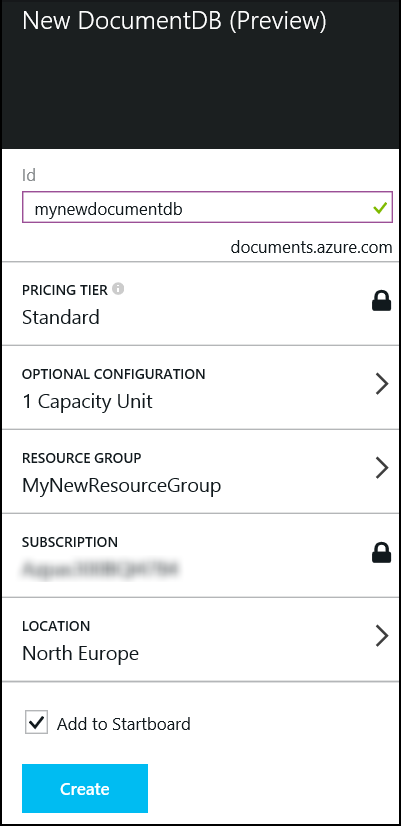 New DocumentDB (Preview)
Id
mynewdocumentdb
documents.azure.com
PRICING TIER
Standard
OPTIONAL CONFIGURATION
1 Capacity Unit
RESOURCE GROUP
MyNewResourceGroup
SUBSCRIPTION
LOCATION
North Europe
Add to Startboard
Create